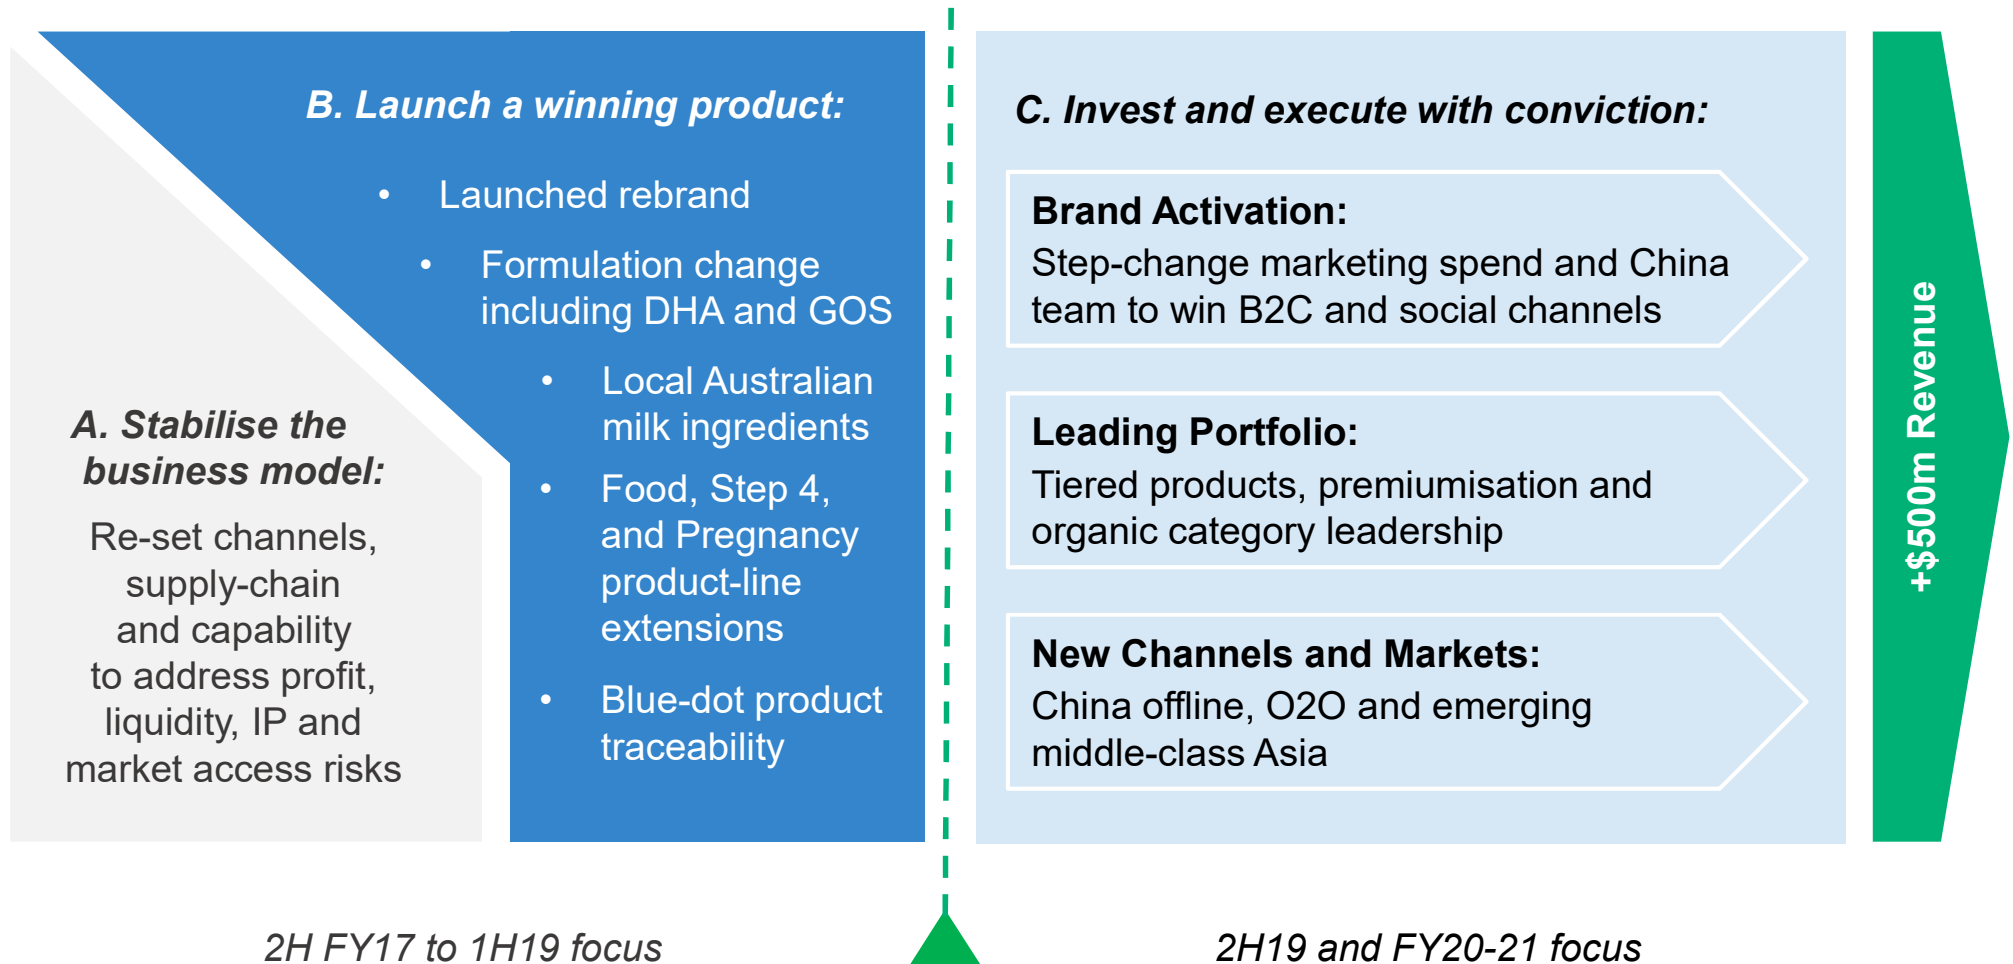 A. Stabilise the
business model:
Re-set channels,
supply-chain
and capability
to address profit,
liquidity, IP and
market access risks
B. Launch a winning product:
• Launched rebrand
• Formulation change
including DHA and GOS
• Local Australian
milk ingredients
• Food, Step 4,
and Pregnancy
product-line
extensions
• Blue-dot product
traceability
C. Invest and execute with conviction:
Brand Activation:
Step-change marketing spend and China
team to win B2C and social channels
Leading Portfolio:
Tiered products, premiumisation and
organic category leadership
New Channels and Markets:
China offline, O2O and emerging
middle-class Asia
+$500m Revenue
2H FY17 to 1H19 focus
2H19 and FY20-21 focus